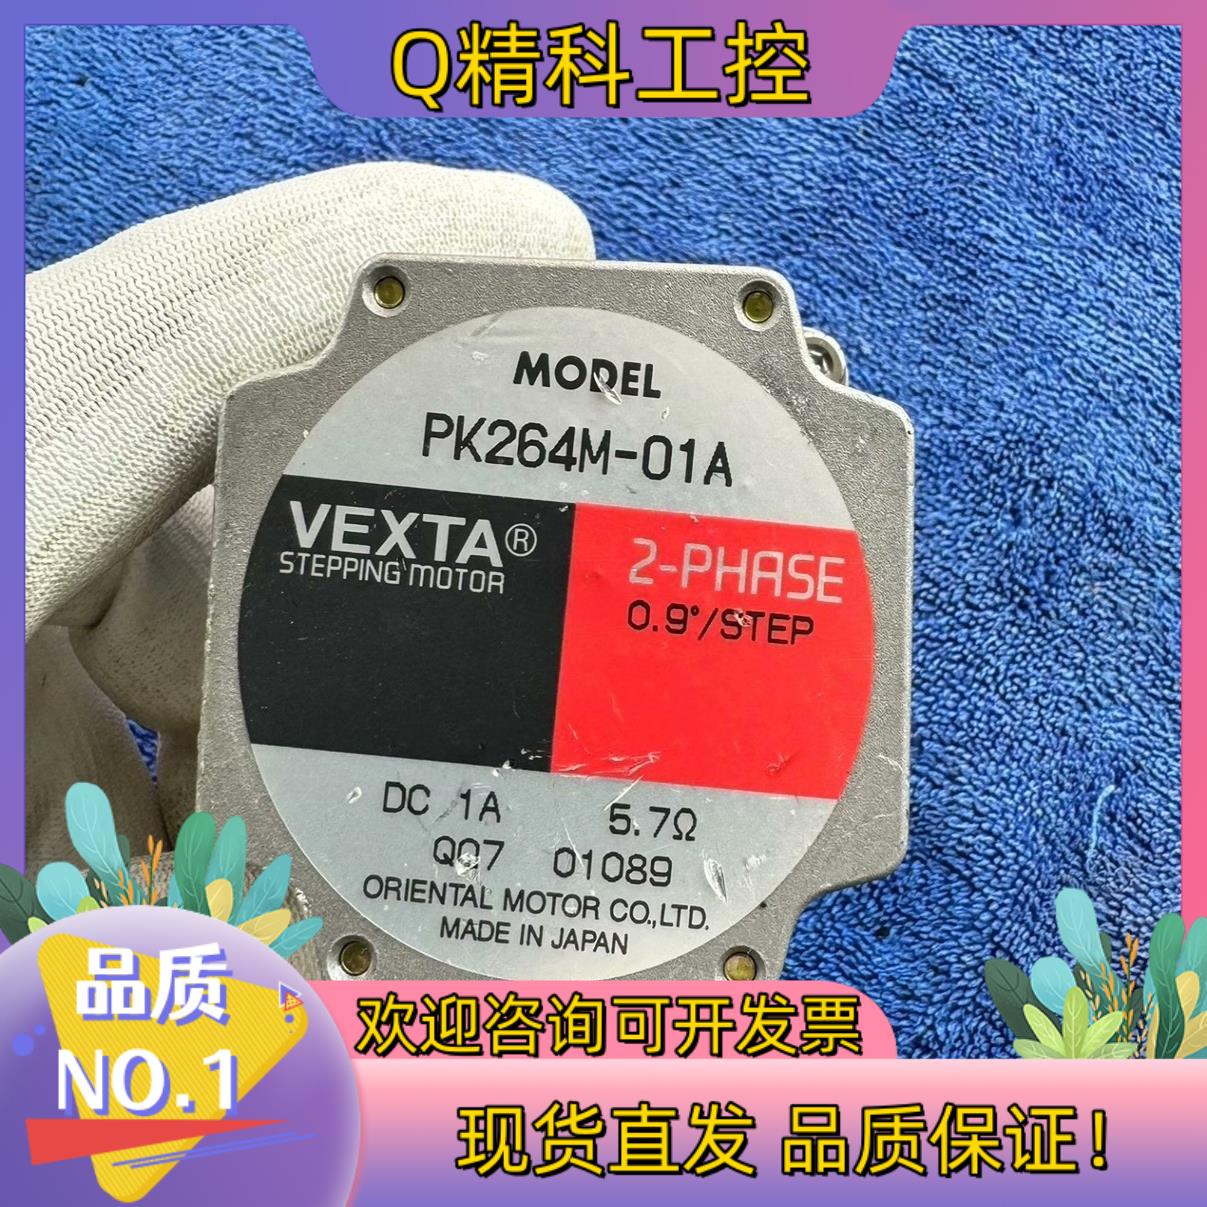 Q精科工控
MODEL
PK264M-01A
VEXTA®
STEPPING MOTOR
2-PHASE
0.9°/STEP
DC 1A 5.7Ω
Q07 01089
ORIENTAL MOTOR CO.,LTD.
MADE IN JAPAN
品质
NO.1
欢迎咨询可开发票
现货直发 品质保证!